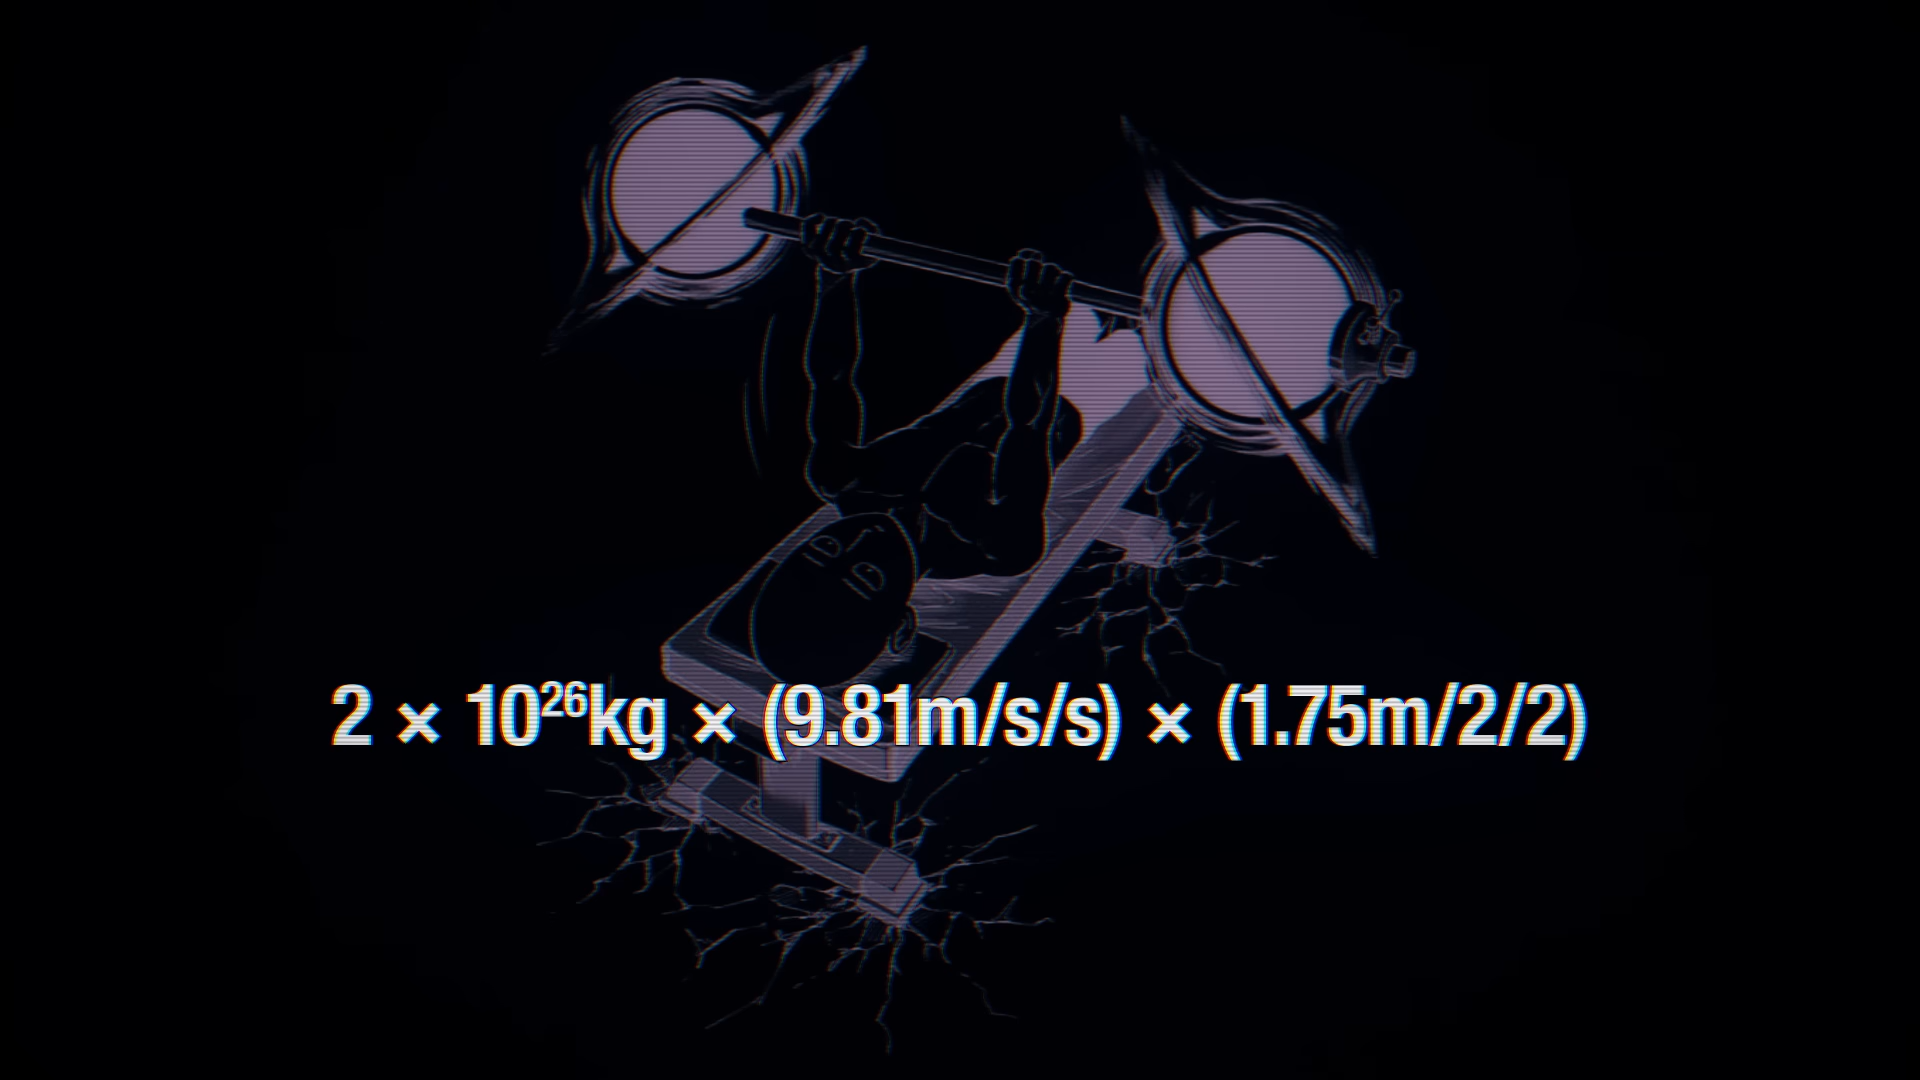 2 × 10²⁶kg × (9.81m/s/s) × (1.75m/2/2)